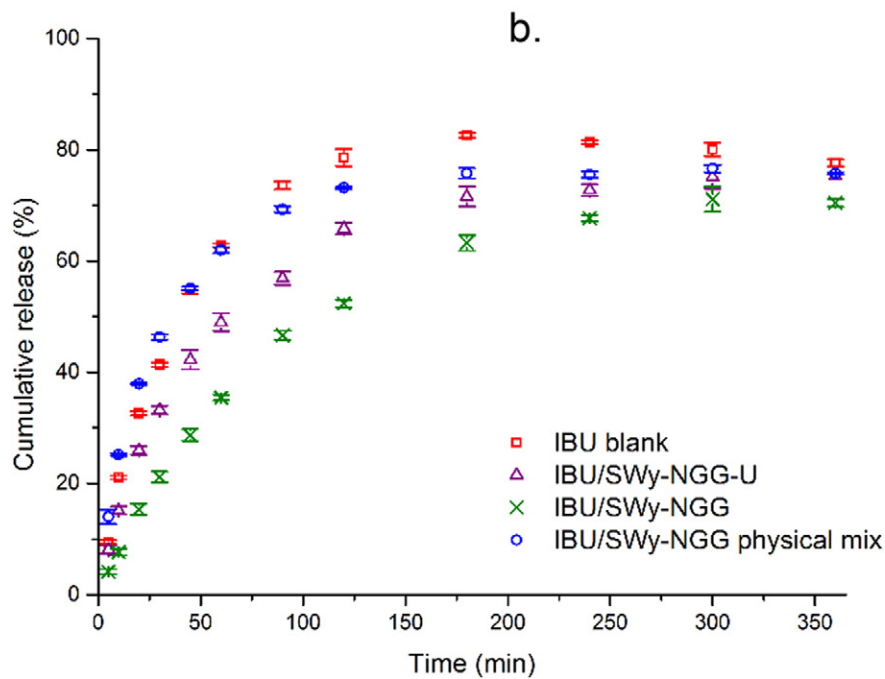 b.
100
80
60
40
20
0
Cumulative release (%)
IBU blank
IBU/SWy-NGG-U
IBU/SWy-NGG
IBU/SWy-NGG physical mix
0 50 100 150 200 250 300 350
Time (min)